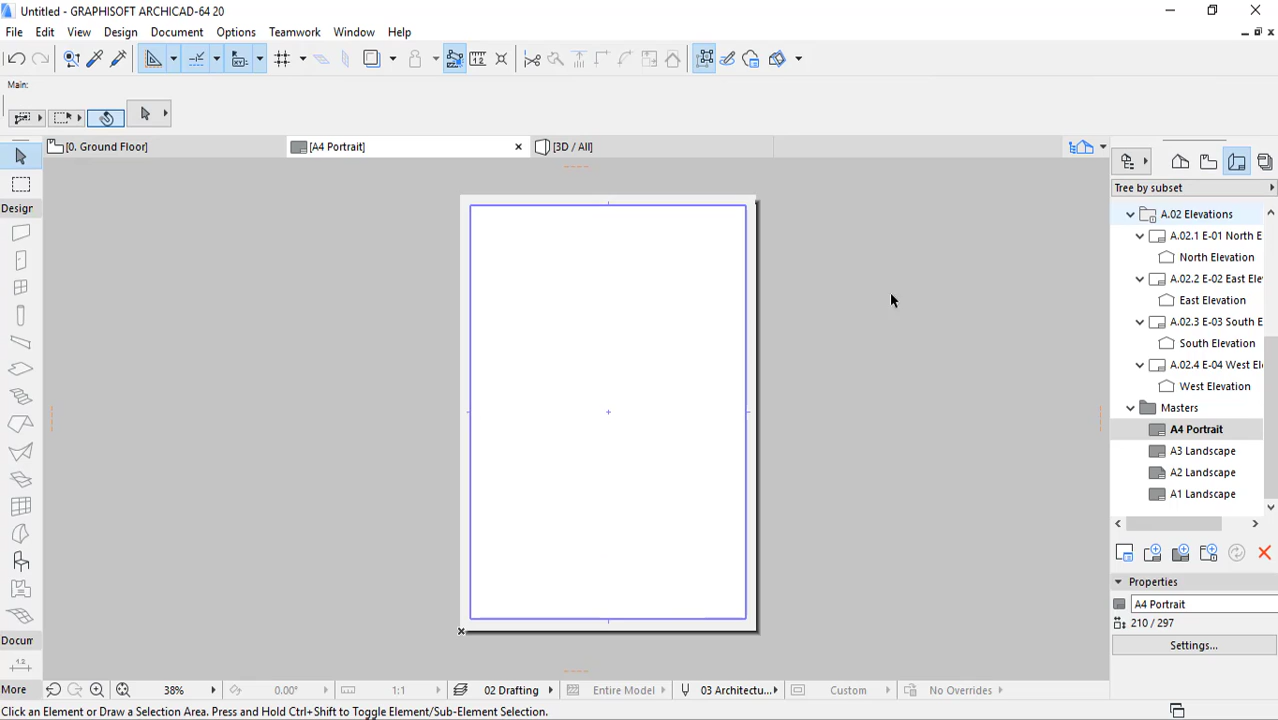 Untitled - GRAPHISOFT ARCHICAD-64 20
File Edit View Design Document Options Teamwork Window Help
Main:
[0. Ground Floor] [A4 Portrait] [3D / All]
Tree by subset
Design
A.02 Elevations
A.02.1 E-01 North E
North Elevation
A.02.2 E-02 East Ele
East Elevation
A.02.3 E-03 South E
South Elevation
A.02.4 E-04 West El
West Elevation
Masters
A4 Portrait
A3 Landscape
A2 Landscape
A1 Landscape
Properties
A4 Portrait
210 / 297
Settings...
Docum
1.2
More 38% 0.00° 1:1 02 Drafting Entire Model 03 Architectu... Custom No Overrides
Click an Element or Draw a Selection Area. Press and Hold Ctrl+Shift to Toggle Element/Sub-Element Selection.